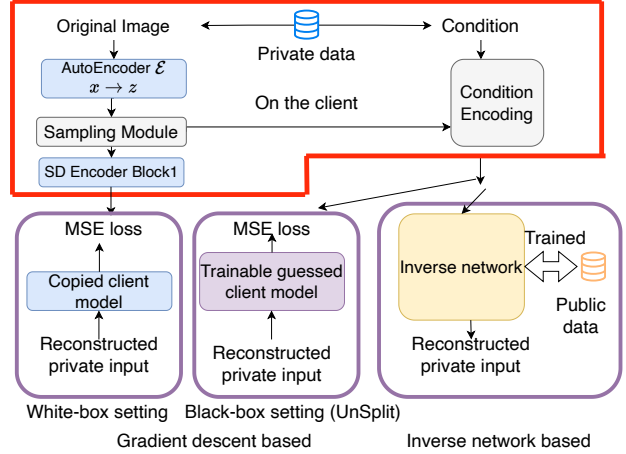 Original Image
Condition
Private data
AutoEncoder ℰ
x → z
On the client
Condition
Encoding
Sampling Module
SD Encoder Block1
MSE loss
Copied client
model
Reconstructed
private input
MSE loss
Trainable guessed
client model
Reconstructed
private input
Inverse network
Trained
Public
data
Reconstructed
private input
White-box setting
Black-box setting (UnSplit)
Gradient descent based
Inverse network based